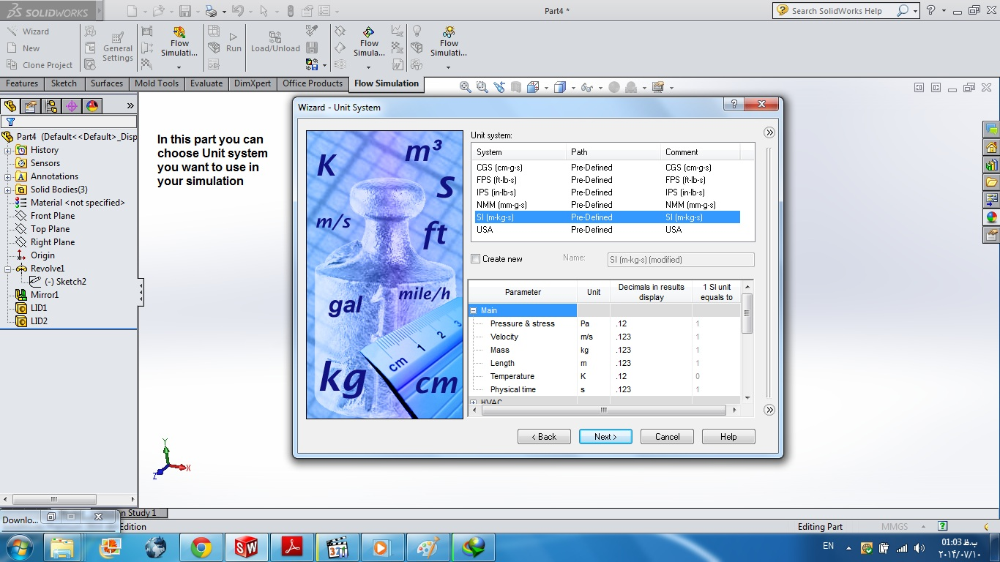 SOLIDWORKS
Part4 *
Search SolidWorks Help
Wizard
New
Clone Project
General
Settings
Flow
Simulati...
Run
Load/Unload
Flow
Simula...
Flow
Simulati...
Features
Sketch
Surfaces
Mold Tools
Evaluate
DimXpert
Office Products
Flow Simulation
Part4 (Default<<Default>_Disp
History
Sensors
Annotations
Solid Bodies(3)
Material <not specified>
Front Plane
Top Plane
Right Plane
Origin
Revolve1
(-) Sketch2
Mirror1
LID1
LID2
In this part you can
choose Unit system
you want to use in
your simulation
Wizard - Unit System
K
m³
s
m/s
ft
gal
mile/h
cm 1 2 3
kg
cm
Unit system:
System Path Comment
CGS (cm-g-s) Pre-Defined CGS (cm-g-s)
FPS (ft-lb-s) Pre-Defined FPS (ft-lb-s)
IPS (in-lb-s) Pre-Defined IPS (in-lb-s)
NMM (mm-g-s) Pre-Defined NMM (mm-g-s)
SI (m-kg-s) Pre-Defined SI (m-kg-s)
USA Pre-Defined USA
Create new Name: SI (m-kg-s) (modified)
Parameter Unit Decimals in results display 1 SI unit equals to
Main
Pressure & stress Pa .12 1
Velocity m/s .123 1
Mass kg .123 1
Length m .123 1
Temperature K .12 0
Physical time s .123 1
HVAC
< Back Next > Cancel Help
Y
X
Z
n Study 1
Downlo...
Edition
Editing Part
MMGS
SW
321
EN
01:03 ب.ظ
۲۰۱۴/۰۷/۱۰